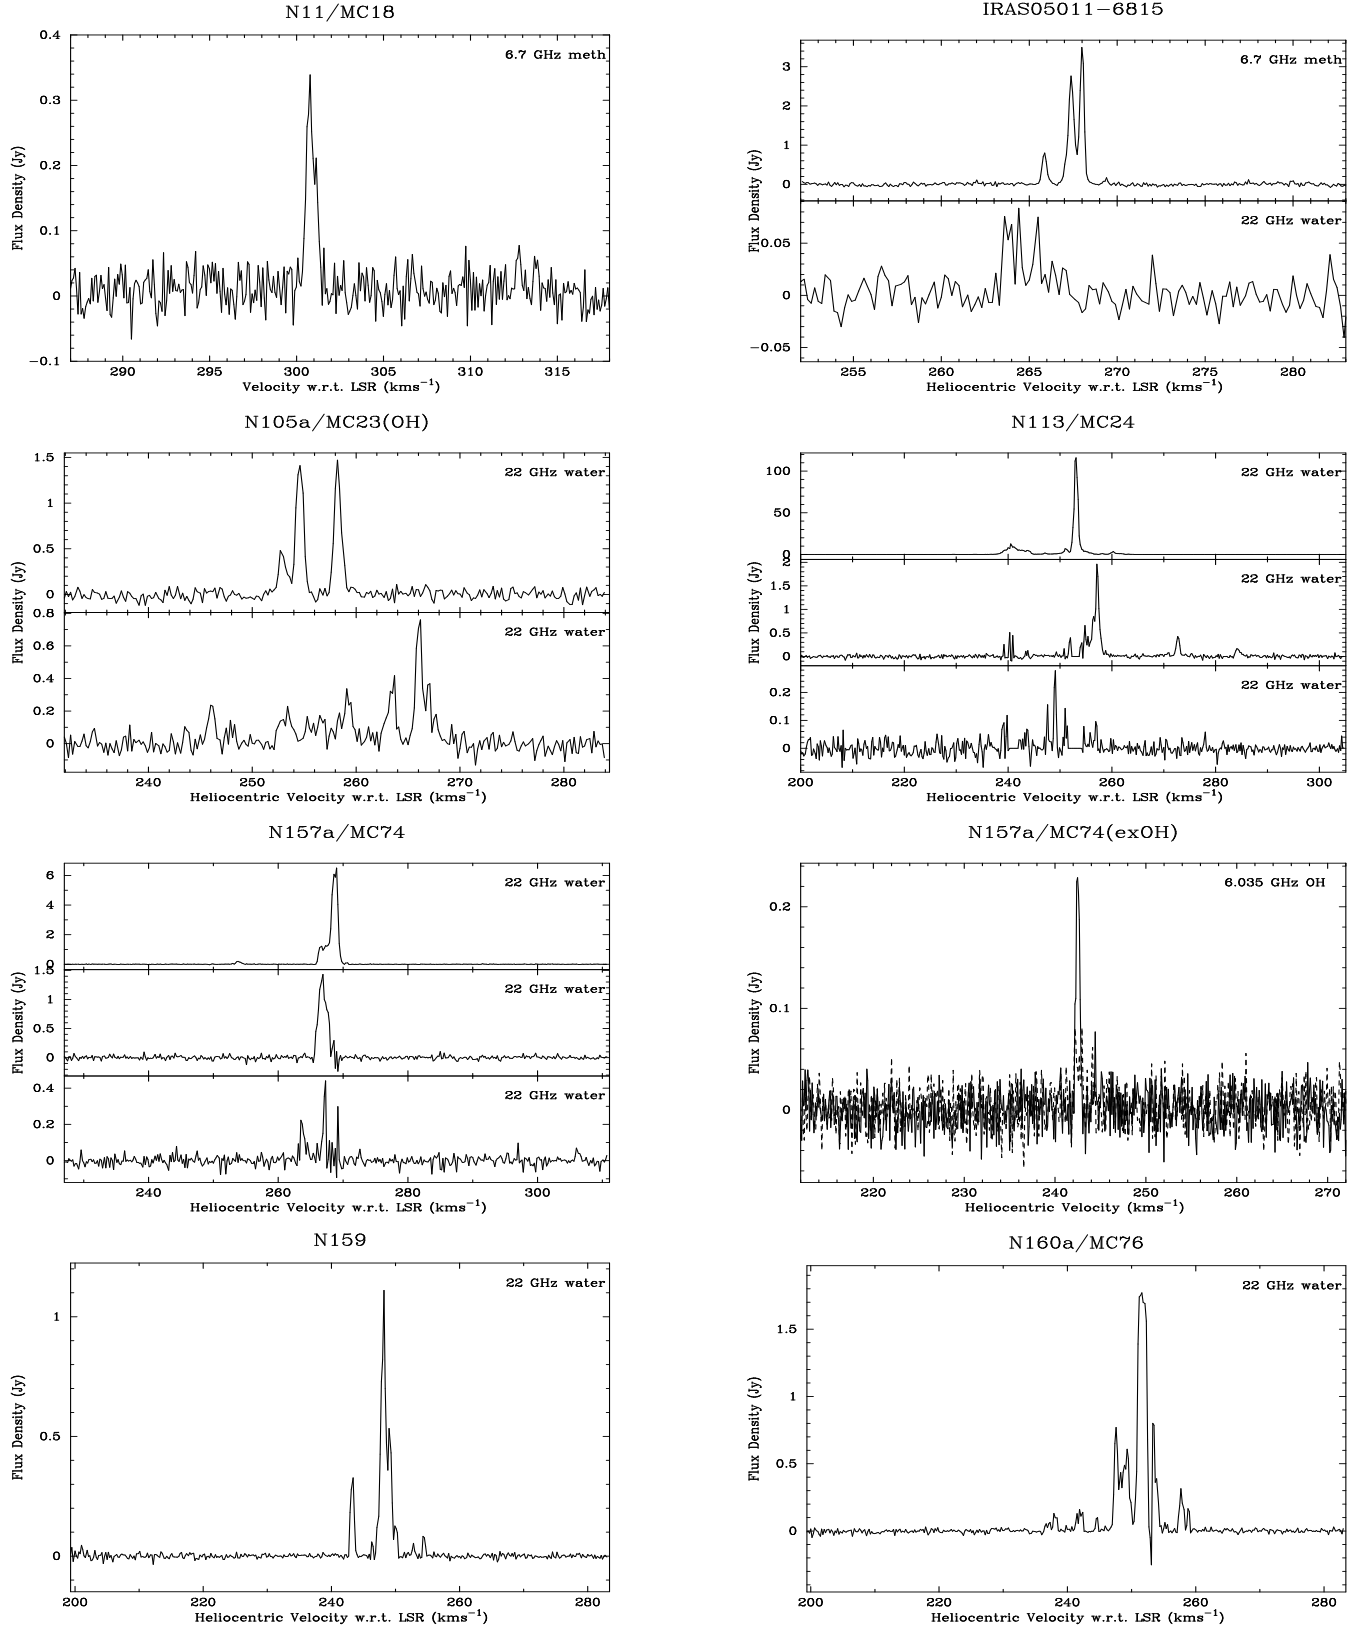 N11/MC18
6.7 GHz meth
0.4
0.3
0.2
0.1
0
−0.1
Flux Density (Jy)
290 295 300 305 310 315
Velocity w.r.t. LSR (kms⁻¹)
IRAS05011−6815
6.7 GHz meth
3
2
1
0
22 GHz water
0.05
0
−0.05
Flux Density (Jy)
255 260 265 270 275 280
Heliocentric Velocity w.r.t. LSR (kms⁻¹)
N105a/MC23(OH)
22 GHz water
1.5
1
0.5
0
22 GHz water
0.8
0.6
0.4
0.2
0
Flux Density (Jy)
240 250 260 270 280
Heliocentric Velocity w.r.t. LSR (kms⁻¹)
N113/MC24
22 GHz water
100
50
0
22 GHz water
2
1.5
1
0.5
0
22 GHz water
0.2
0.1
0
Flux Density (Jy)
200 220 240 260 280 300
Heliocentric Velocity w.r.t. LSR (kms⁻¹)
N157a/MC74
22 GHz water
6
4
2
0
22 GHz water
1.5
1
0.5
0
22 GHz water
0.4
0.2
0
Flux Density (Jy)
240 260 280 300
Heliocentric Velocity w.r.t. LSR (kms⁻¹)
N157a/MC74(exOH)
6.035 GHz OH
0.2
0.1
0
Flux Density (Jy)
220 230 240 250 260 270
Heliocentric Velocity (kms⁻¹)
N159
22 GHz water
1
0.5
0
Flux Density (Jy)
200 220 240 260 280
Heliocentric Velocity w.r.t. LSR (kms⁻¹)
N160a/MC76
22 GHz water
1.5
1
0.5
0
Flux Density (Jy)
200 220 240 260 280
Heliocentric Velocity w.r.t. LSR (kms⁻¹)